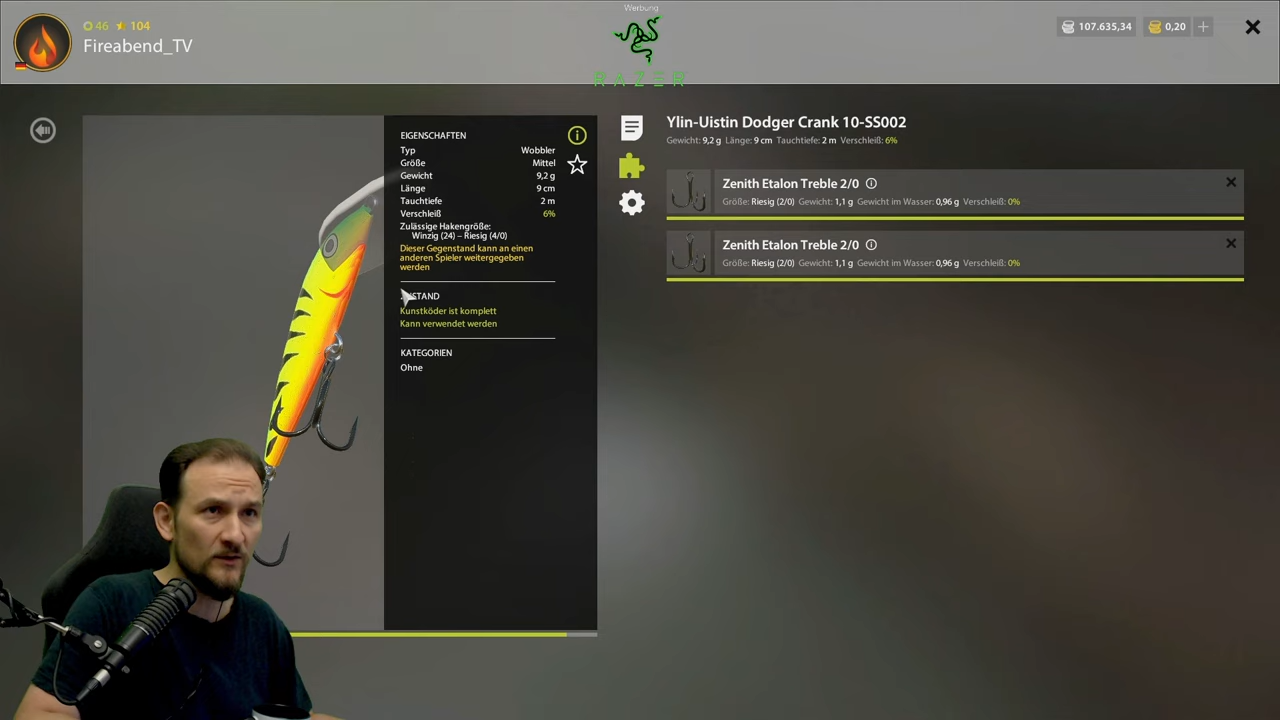 Werbung
46 104
Fireabend_TV
RAZER
107.635,34
0,20
EIGENSCHAFTEN
Typ Wobbler
Größe Mittel
Gewicht 9,2 g
Länge 9 cm
Tauchtiefe 2 m
Verschleiß 6%
Zulässige Hakengröße:
Winzig (24) – Riesig (4/0)
Dieser Gegenstand kann an einen
anderen Spieler weitergegeben
werden
ZUSTAND
Kunstköder ist komplett
Kann verwendet werden
KATEGORIEN
Ohne
Ylin-Uistin Dodger Crank 10-SS002
Gewicht: 9,2 g Länge: 9 cm Tauchtiefe: 2 m Verschleiß: 6%
Zenith Etalon Treble 2/0
Größe: Riesig (2/0) Gewicht: 1,1 g Gewicht im Wasser: 0,96 g Verschleiß: 0%
Zenith Etalon Treble 2/0
Größe: Riesig (2/0) Gewicht: 1,1 g Gewicht im Wasser: 0,96 g Verschleiß: 0%